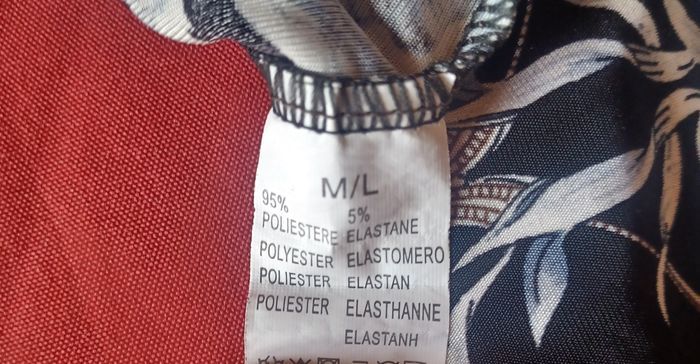 M/L
95% 5%
POLIESTERE ELASTANE
POLYESTER ELASTOMERO
POLIESTER ELASTAN
POLIESTER ELASTHANNE
ELASTANH